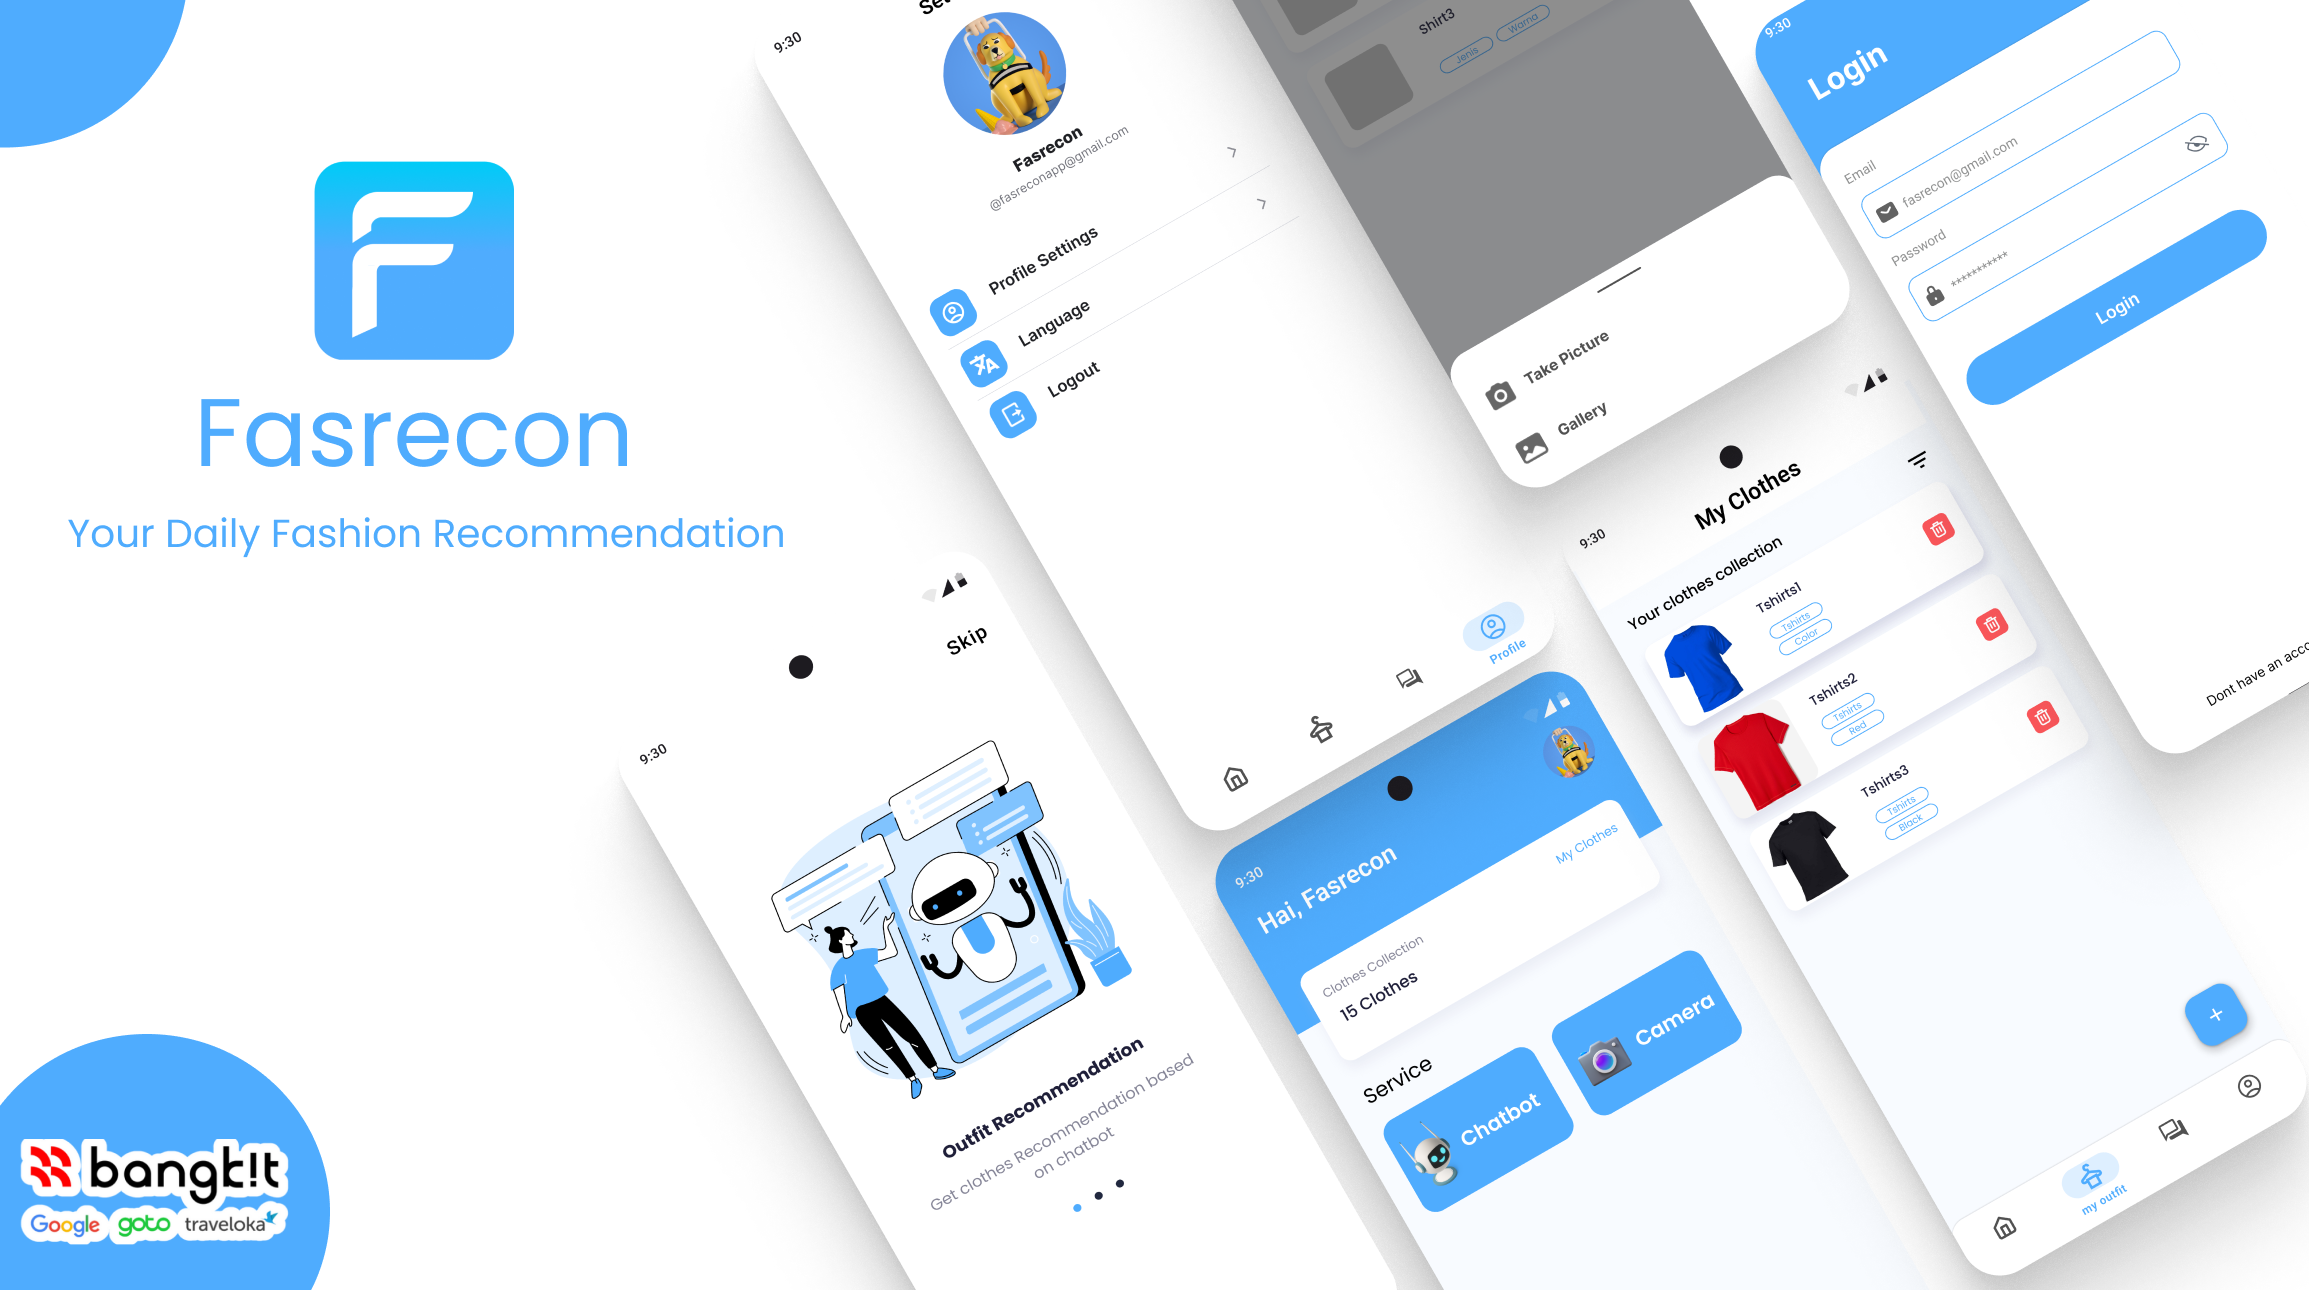 Fasrecon
Your Daily Fashion Recommendation
bangk!t
Google goto traveloka
9:30
Fasrecon
@fasreconapp@gmail.com
Profile Settings
Language
Logout
Profile
Shirt3
Jenis
Warna
Take Picture
Gallery
9:30
Login
Email
fasrecon@gmail.com
Password
***********
Login
9:30
Skip
Outfit Recommendation
Get clothes Recommendation based
on chatbot
9:30
Hai, Fasrecon
My Clothes
Clothes Collection
15 Clothes
Service
Chatbot
Camera
9:30
My Clothes
Your clothes collection
Tshirts1
Tshirts
Color
Tshirts2
Tshirts
Red
Tshirts3
Tshirts
Black
+
my outfit
Dont have an